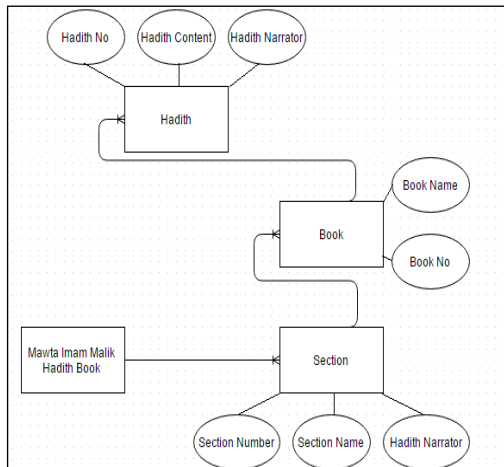 Hadith No
Hadith Content
Hadith Narrator
Hadith
Book Name
Book
Book No
Mawta Imam Malik
Hadith Book
Section
Section Number
Section Name
Hadith Narrator